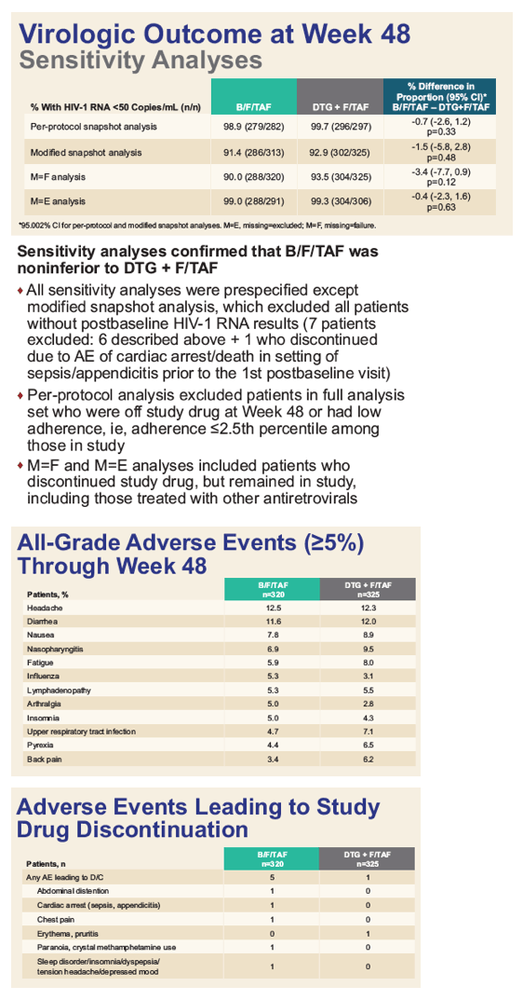 Virologic Outcome at Week 48
Sensitivity Analyses
% Difference in
Proportion (95% CI)*
% With HIV-1 RNA <50 Copies/mL (n/n) B/F/TAF DTG + F/TAF B/F/TAF – DTG+F/TAF
Per-protocol snapshot analysis 98.9 (279/282) 99.7 (296/297) -0.7 (-2.6, 1.2)
p=0.33
Modified snapshot analysis 91.4 (286/313) 92.9 (302/325) -1.5 (-5.8, 2.8)
p=0.48
M=F analysis 90.0 (288/320) 93.5 (304/325) -3.4 (-7.7, 0.9)
p=0.12
M=E analysis 99.0 (288/291) 99.3 (304/306) -0.4 (-2.3, 1.6)
p=0.63
*95.002% CI for per-protocol and modified snapshot analyses. M=E, missing=excluded; M=F, missing=failure.
Sensitivity analyses confirmed that B/F/TAF was
noninferior to DTG + F/TAF
♦ All sensitivity analyses were prespecified except
modified snapshot analysis, which excluded all patients
without postbaseline HIV-1 RNA results (7 patients
excluded: 6 described above + 1 who discontinued
due to AE of cardiac arrest/death in setting of
sepsis/appendicitis prior to the 1st postbaseline visit)
♦ Per-protocol analysis excluded patients in full analysis
set who were off study drug at Week 48 or had low
adherence, ie, adherence ≤2.5th percentile among
those in study
♦ M=F and M=E analyses included patients who
discontinued study drug, but remained in study,
including those treated with other antiretrovirals
All-Grade Adverse Events (≥5%)
Through Week 48
B/F/TAF DTG + F/TAF
Patients, % n=320 n=325
Headache 12.5 12.3
Diarrhea 11.6 12.0
Nausea 7.8 8.9
Nasopharyngitis 6.9 9.5
Fatigue 5.9 8.0
Influenza 5.3 3.1
Lymphadenopathy 5.3 5.5
Arthralgia 5.0 2.8
Insomnia 5.0 4.3
Upper respiratory tract infection 4.7 7.1
Pyrexia 4.4 6.5
Back pain 3.4 6.2
Adverse Events Leading to Study
Drug Discontinuation
B/F/TAF DTG + F/TAF
Patients, n n=320 n=325
Any AE leading to D/C 5 1
Abdominal distention 1 0
Cardiac arrest (sepsis, appendicitis) 1 0
Chest pain 1 0
Erythema, pruritis 0 1
Paranoia, crystal methamphetamine use 1 0
Sleep disorder/insomnia/dyspepsia/
tension headache/depressed mood 1 0